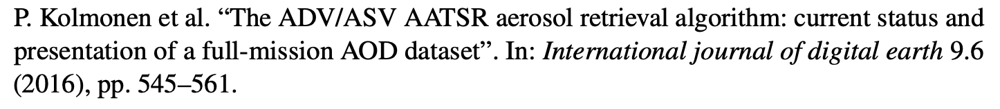 P. Kolmonen et al. “The ADV/ASV AATSR aerosol retrieval algorithm: current status and
presentation of a full-mission AOD dataset”. In: International journal of digital earth 9.6
(2016), pp. 545–561.